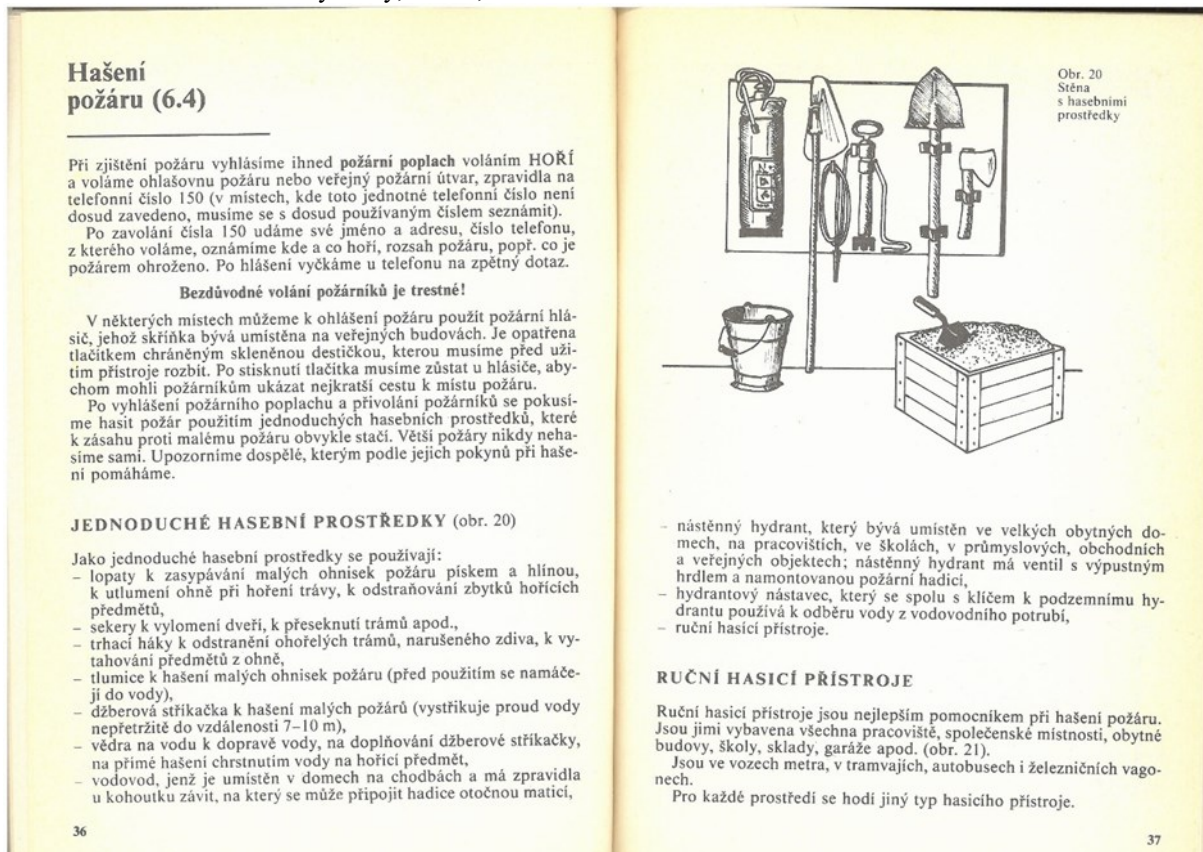 Hašení
požáru (6.4)
Při zjištění požáru vyhlásíme ihned požární poplach voláním HOŘÍ
a voláme ohlašovnu požáru nebo veřejný požární útvar, zpravidla na
telefonní číslo 150 (v místech, kde toto jednotné telefonní číslo není
dosud zavedeno, musíme se s dosud používaným číslem seznámit).
Po zavolání čísla 150 udáme své jméno a adresu, číslo telefonu,
z kterého voláme, oznámíme kde a co hoří, rozsah požáru, popř. co je
požárem ohroženo. Po hlášení vyčkáme u telefonu na zpětný dotaz.
Bezdůvodné volání požárníků je trestné!
V některých místech můžeme k ohlášení požáru použít požární hlá-
sič, jehož skříňka bývá umístěna na veřejných budovách. Je opatřena
tlačítkem chráněným skleněnou destičkou, kterou musíme před uži-
tím přístroje rozbít. Po stisknutí tlačítka musíme zůstat u hlásiče, aby-
chom mohli požárníkům ukázat nejkratší cestu k místu požáru.
Po vyhlášení požárního poplachu a přivolání požárníků se pokusí-
me hasit požár použitím jednoduchých hasebních prostředků, které
k zásahu proti malému požáru obvykle stačí. Větší požáry nikdy neha-
síme sami. Upozorníme dospělé, kterým podle jejich pokynů při haše-
ní pomáháme.
JEDNODUCHÉ HASEBNÍ PROSTŘEDKY (obr. 20)
Jako jednoduché hasební prostředky se používají:
– lopaty k zasypávání malých ohnisek požáru pískem a hlínou,
k utlumení ohně při hoření trávy, k odstraňování zbytků hořících
předmětů,
– sekery k vylomení dveří, k přeseknutí trámů apod.,
– trhací háky k odstranění ohořelých trámů, narušeného zdiva, k vy-
tahování předmětů z ohně,
– tlumice k hašení malých ohnisek požáru (před použitím se namáče-
jí do vody),
– džberová stříkačka k hašení malých požárů (vystřikuje proud vody
nepřetržitě do vzdálenosti 7–10 m),
– vědra na vodu k dopravě vody, na doplňování džberové stříkačky,
na přímé hašení chrstnutím vody na hořící předmět,
– vodovod, jenž je umístěn v domech na chodbách a má zpravidla
u kohoutku závit, na který se může připojit hadice otočnou maticí,
36
Obr. 20
Stěna
s hasebními
prostředky
– nástěnný hydrant, který bývá umístěn ve velkých obytných do-
mech, na pracovištích, ve školách, v průmyslových, obchodních
a veřejných objektech; nástěnný hydrant má ventil s výpustným
hrdlem a namontovanou požární hadicí,
– hydrantový nástavec, který se spolu s klíčem k podzemnímu hy-
drantu používá k odběru vody z vodovodního potrubí,
– ruční hasicí přístroje.
RUČNÍ HASICÍ PŘÍSTROJE
Ruční hasicí přístroje jsou nejlepším pomocníkem při hašení požáru.
Jsou jimi vybavena všechna pracoviště, společenské místnosti, obytné
budovy, školy, sklady, garáže apod. (obr. 21).
Jsou ve vozech metra, v tramvajích, autobusech i železničních vago-
nech.
Pro každé prostředí se hodí jiný typ hasicího přístroje.
37